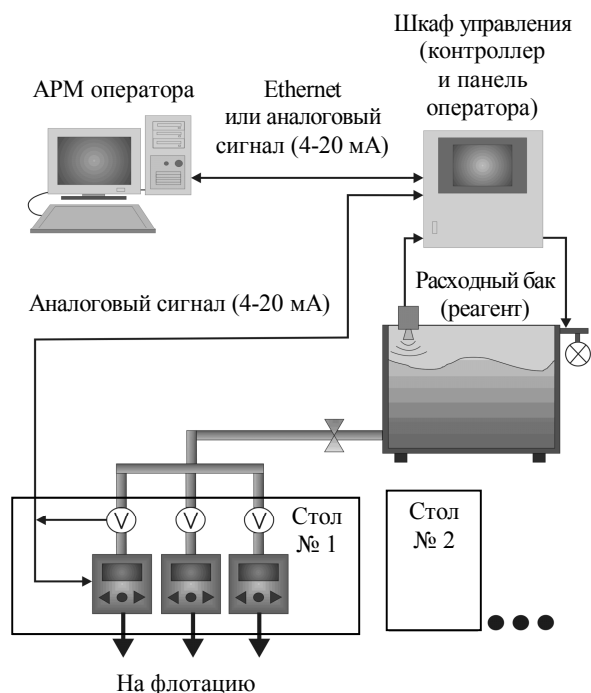 Шкаф управления
(контроллер
и панель
оператора)
АРМ оператора
Ethernet
или аналоговый
сигнал (4-20 мА)
Аналоговый сигнал (4-20 мА)
Расходный бак
(реагент)
V
V
V
Стол
№ 1
Стол
№ 2
На флотацию